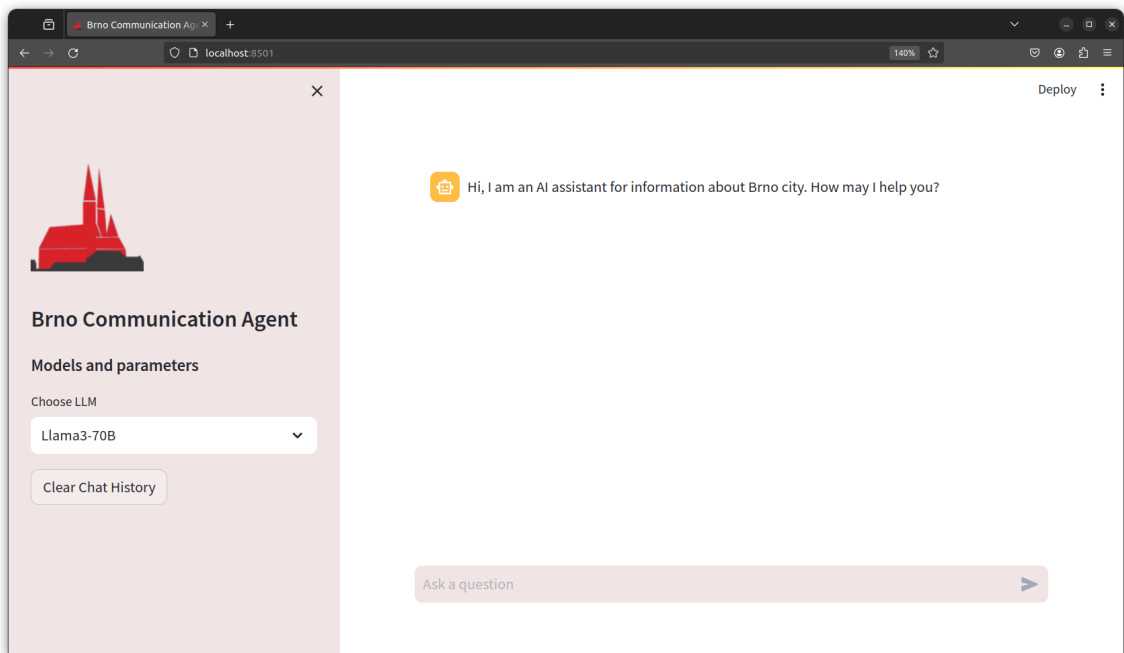 Brno Communication Age
localhost:8501
140%
Deploy
Hi, I am an AI assistant for information about Brno city. How may I help you?
Brno Communication Agent
Models and parameters
Choose LLM
Llama3-70B
Clear Chat History
Ask a question